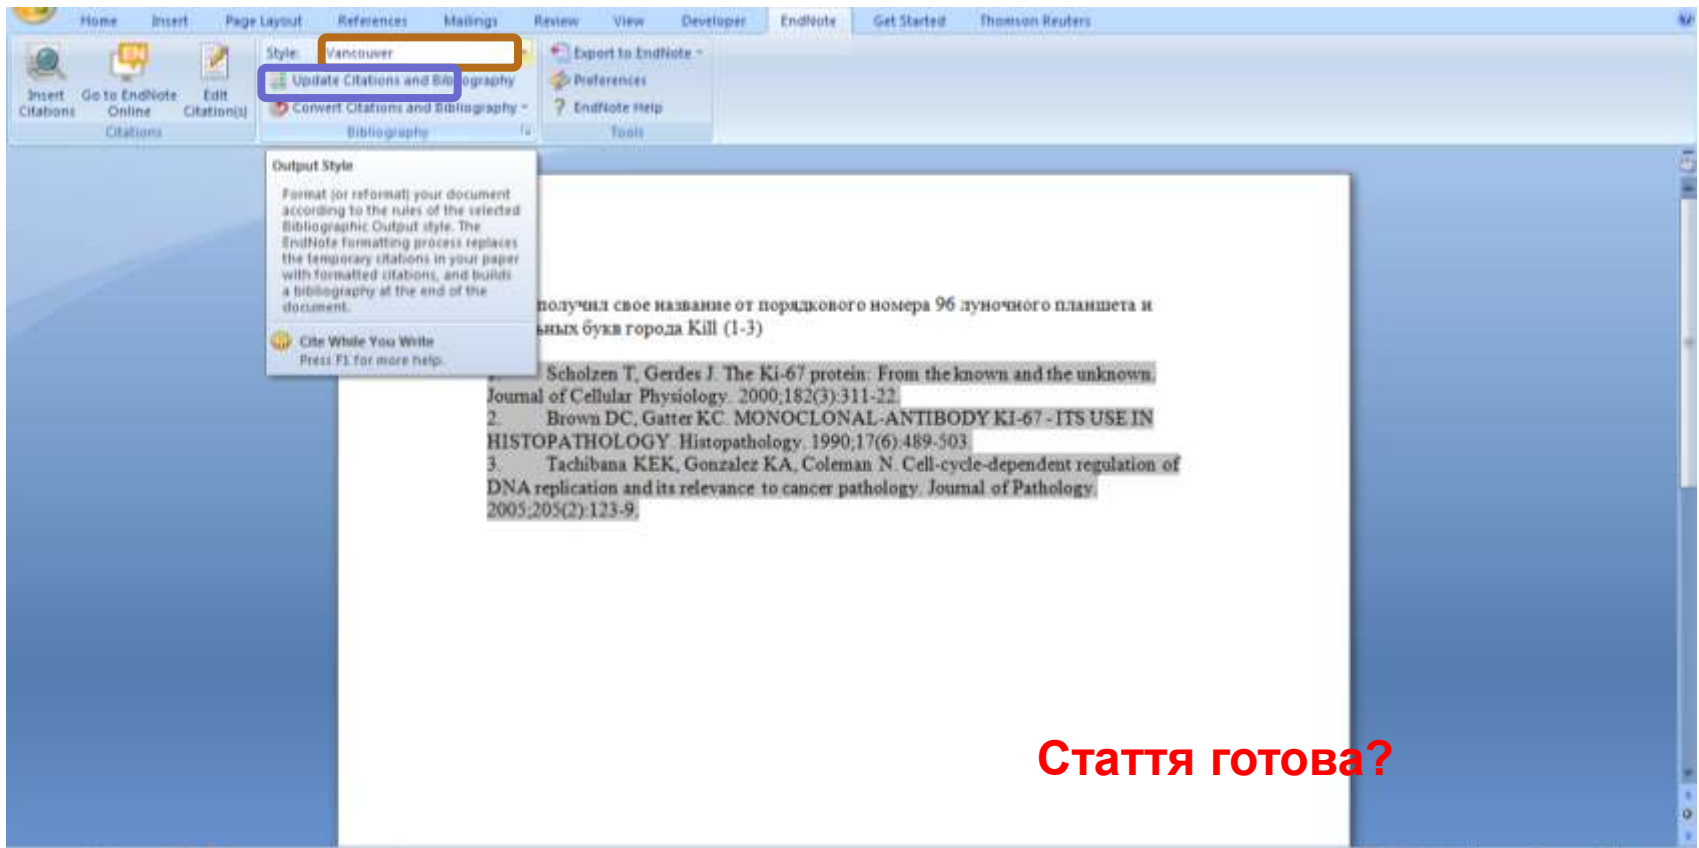 Home Insert Page Layout References Mailings Review View Developer EndNote Get Started Thomson Reuters
Style: Vancouver
Export to EndNote
Update Citations and Bibliography
Preferences
Insert Citations
Go to EndNote Online
Edit Citation(s)
Convert Citations and Bibliography
EndNote Help
Citations Bibliography Tools
Output Style
Format (or reformat) your document
according to the rules of the selected
Bibliographic Output style. The
EndNote formatting process replaces
the temporary citations in your paper
with formatted citations, and builds
a bibliography at the end of the
document.
Cite While You Write
Press F1 for more help.
получил свое название от порядкового номера 96 луночного планшета и
ьных букв города Kill (1-3)
1. Scholzen T, Gerdes J. The Ki-67 protein: From the known and the unknown.
Journal of Cellular Physiology. 2000;182(3):311-22.
2. Brown DC, Gatter KC. MONOCLONAL-ANTIBODY KI-67 - ITS USE IN
HISTOPATHOLOGY. Histopathology. 1990;17(6):489-503.
3. Tachibana KEK, Gonzalez KA, Coleman N. Cell-cycle-dependent regulation of
DNA replication and its relevance to cancer pathology. Journal of Pathology.
2005;205(2):123-9.
Стаття готова?